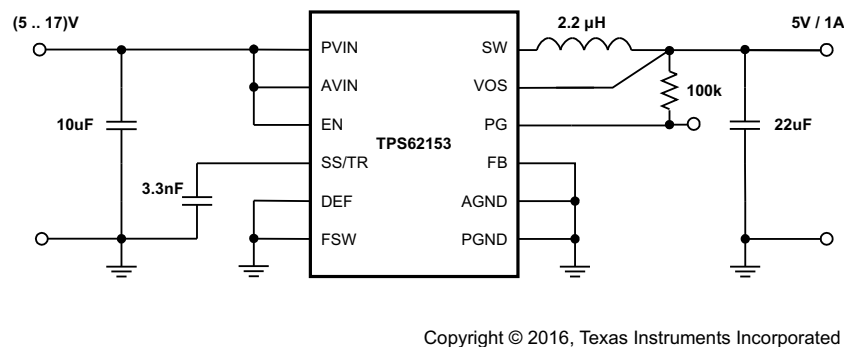 (5 .. 17)V
2.2 µH
5V / 1A
PVIN
SW
AVIN
VOS
100k
10uF
EN
PG
22uF
TPS62153
SS/TR
FB
3.3nF
DEF
AGND
FSW
PGND
Copyright © 2016, Texas Instruments Incorporated